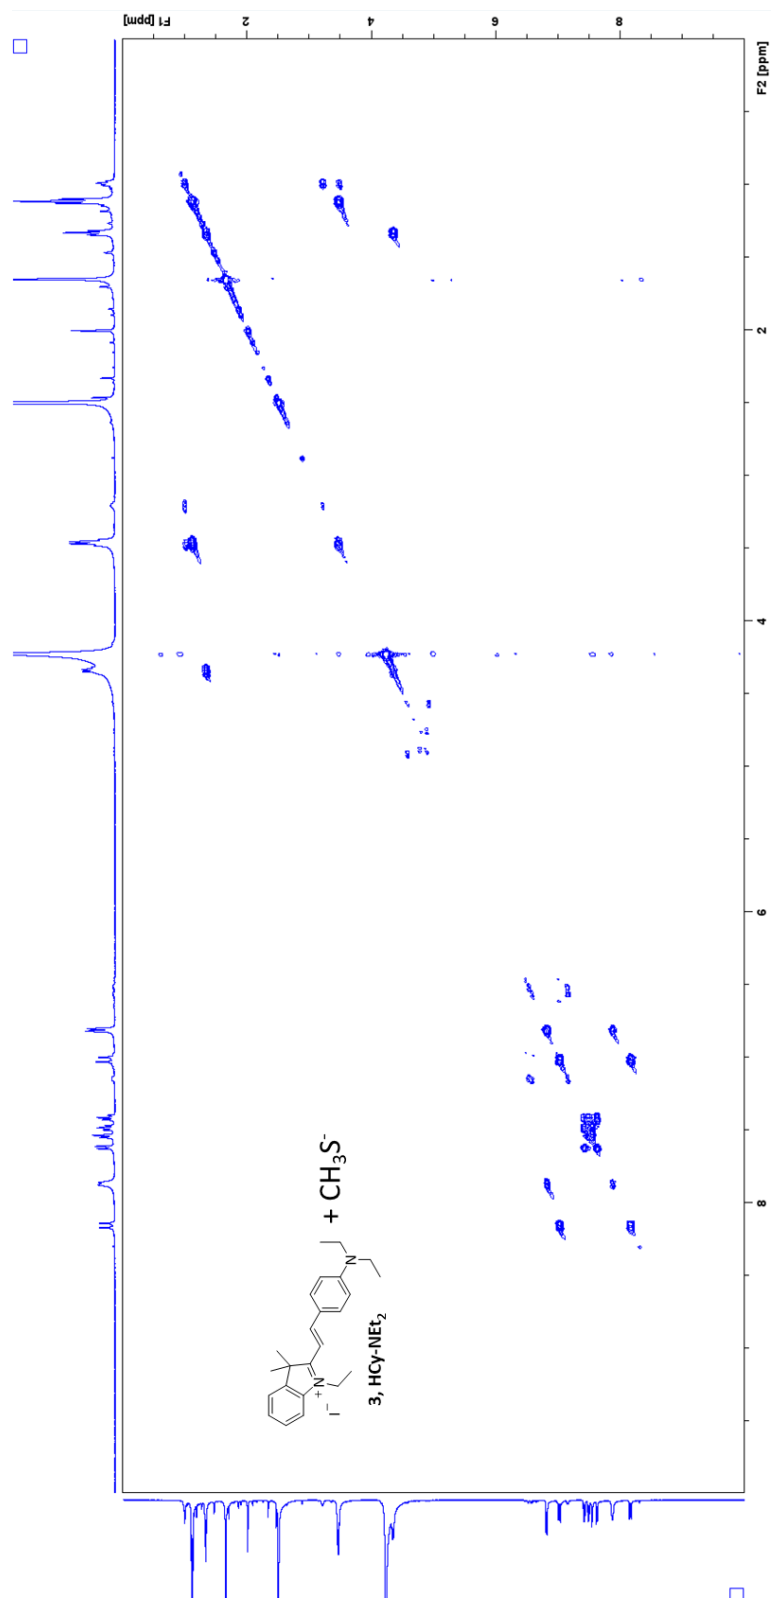 [ppm] F1
2
4
6
8
F2 [ppm]
2
4
6
8
N
+
I
-
N
+ CH₃S⁻
3, HCy-NEt₂